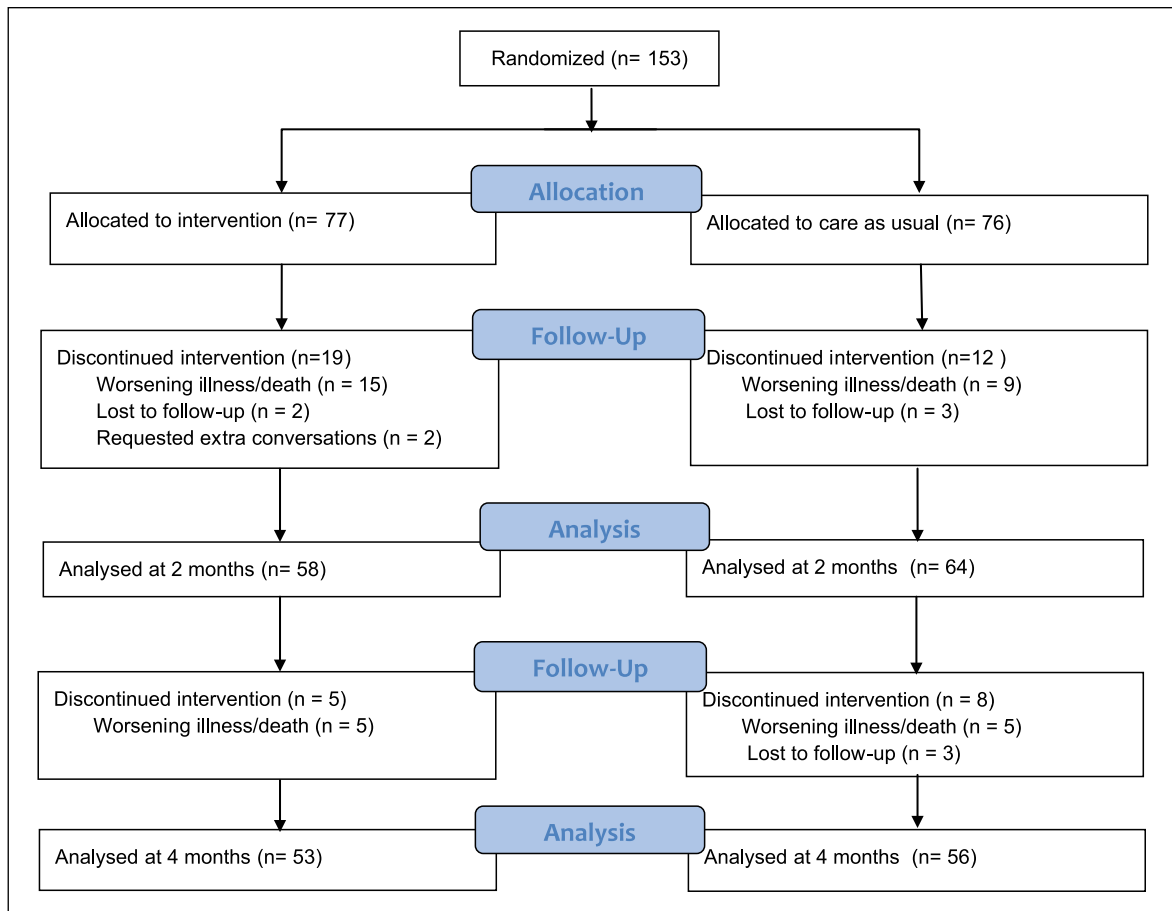 Randomized (n= 153)
Allocation
Allocated to intervention (n= 77)
Allocated to care as usual (n= 76)
Follow-Up
Discontinued intervention (n=19)
Worsening illness/death (n = 15)
Lost to follow-up (n = 2)
Requested extra conversations (n = 2)
Discontinued intervention (n=12 )
Worsening illness/death (n = 9)
Lost to follow-up (n = 3)
Analysis
Analysed at 2 months (n= 58)
Analysed at 2 months (n= 64)
Follow-Up
Discontinued intervention (n = 5)
Worsening illness/death (n = 5)
Discontinued intervention (n = 8)
Worsening illness/death (n = 5)
Lost to follow-up (n = 3)
Analysis
Analysed at 4 months (n= 53)
Analysed at 4 months (n= 56)